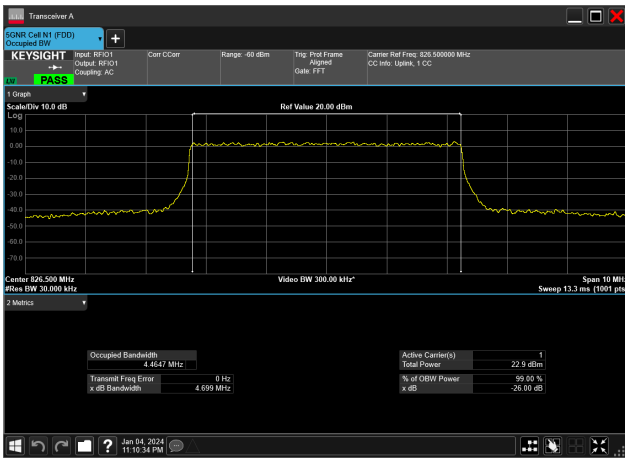 Transceiver A
5GNR Cell N1 (FDD)
Occupied BW
+
KEYSIGHT
LXI
PASS
Input: RFIO1
Output: RFIO1
Coupling: AC
Corr CCorr
Range: -60 dBm
Trig: Prot Frame
Aligned
Gate: FFT
Carrier Ref Freq: 826.500000 MHz
CC Info: Uplink, 1 CC
1 Graph
Scale/Div 10.0 dB
Ref Value 20.00 dBm
Log
10.0
0.00
-10.0
-20.0
-30.0
-40.0
-50.0
-60.0
-70.0
Center 826.500 MHz
Video BW 300.00 kHz*
Span 10 MHz
#Res BW 30.000 kHz
Sweep 13.3 ms (1001 pts
2 Metrics
Occupied Bandwidth
4.4647 MHz
Transmit Freq Error 0 Hz
x dB Bandwidth 4.699 MHz
Active Carrier(s) 1
Total Power 22.9 dBm
% of OBW Power 99.00 %
x dB -26.00 dB
?
Jan 04, 2024
11:10:34 PM